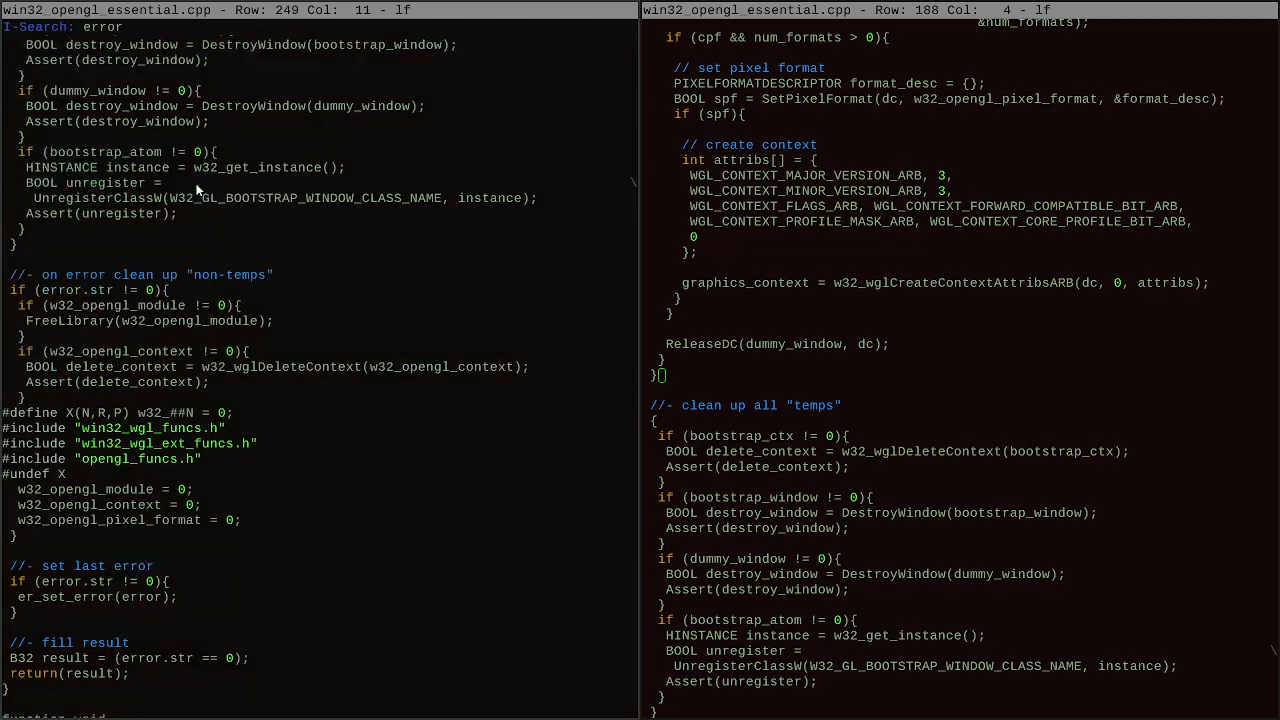 win32_opengl_essential.cpp - Row: 249 Col:  11 - lf
I-Search: error
BOOL destroy_window = DestroyWindow(bootstrap_window);
Assert(destroy_window);
}
if (dummy_window != 0){
BOOL destroy_window = DestroyWindow(dummy_window);
Assert(destroy_window);
}
if (bootstrap_atom != 0){
HINSTANCE instance = w32_get_instance();
BOOL unregister =                                                           \
UnregisterClassW(W32_GL_BOOTSTRAP_WINDOW_CLASS_NAME, instance);
Assert(unregister);
}
}
//- on error clean up "non-temps"
if (error.str != 0){
if (w32_opengl_module != 0){
FreeLibrary(w32_opengl_module);
}
if (w32_opengl_context != 0){
BOOL delete_context = w32_wglDeleteContext(w32_opengl_context);
Assert(delete_context);
}
#define X(N,R,P) w32_##N = 0;
#include "win32_wgl_funcs.h"
#include "win32_wgl_ext_funcs.h"
#include "opengl_funcs.h"
#undef X
w32_opengl_module = 0;
w32_opengl_context = 0;
w32_opengl_pixel_format = 0;
}
//- set last error
if (error.str != 0){
er_set_error(error);
}
//- fill result
B32 result = (error.str == 0);
return(result);
}
function void
win32_opengl_essential.cpp - Row: 188 Col:   4 - lf
&num_formats);
if (cpf && num_formats > 0){
// set pixel format
PIXELFORMATDESCRIPTOR format_desc = {};
BOOL spf = SetPixelFormat(dc, w32_opengl_pixel_format, &format_desc);
if (spf){
// create context
int attribs[] = {
WGL_CONTEXT_MAJOR_VERSION_ARB, 3,
WGL_CONTEXT_MINOR_VERSION_ARB, 3,
WGL_CONTEXT_FLAGS_ARB, WGL_CONTEXT_FORWARD_COMPATIBLE_BIT_ARB,
WGL_CONTEXT_PROFILE_MASK_ARB, WGL_CONTEXT_CORE_PROFILE_BIT_ARB,
0
};
graphics_context = w32_wglCreateContextAttribsARB(dc, 0, attribs);
}
}
ReleaseDC(dummy_window, dc);
}
}
//- clean up all "temps"
{
if (bootstrap_ctx != 0){
BOOL delete_context = w32_wglDeleteContext(bootstrap_ctx);
Assert(delete_context);
}
if (bootstrap_window != 0){
BOOL destroy_window = DestroyWindow(bootstrap_window);
Assert(destroy_window);
}
if (dummy_window != 0){
BOOL destroy_window = DestroyWindow(dummy_window);
Assert(destroy_window);
}
if (bootstrap_atom != 0){
HINSTANCE instance = w32_get_instance();
BOOL unregister =                                                           \
UnregisterClassW(W32_GL_BOOTSTRAP_WINDOW_CLASS_NAME, instance);
Assert(unregister);
}
}